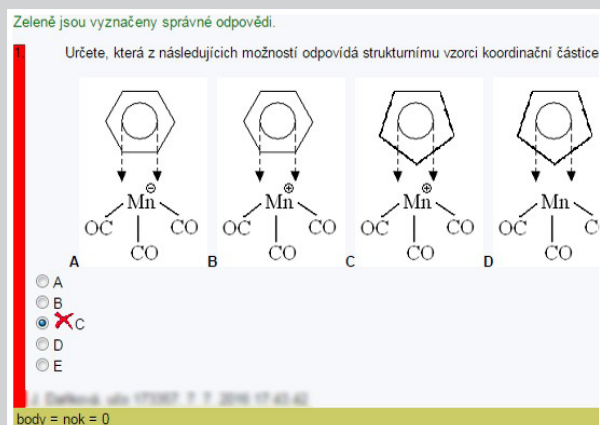 Zeleně jsou vyznačeny správné odpovědi.
1. Určete, která z následujících možností odpovídá strukturnímu vzorci koordinační částice
Mn ⊖ Mn ⊕ Mn ⊕ Mn
OC CO OC CO OC CO OC
CO CO CO CO
A B C D
A
B
C
D
E
body = nok = 0